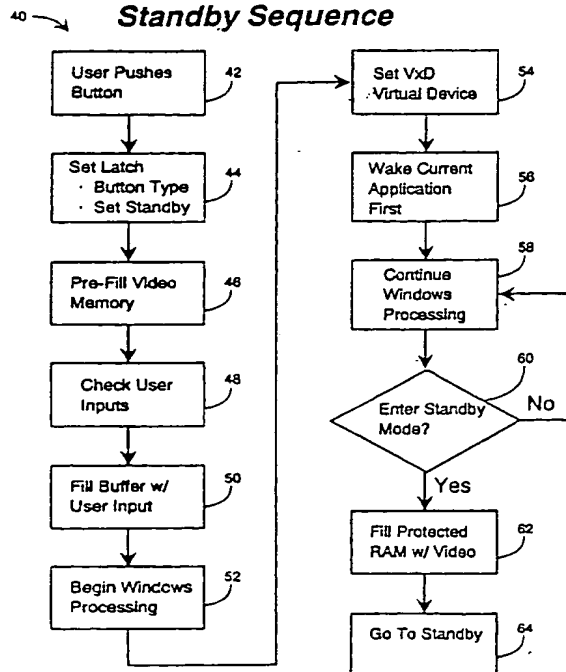 40
Standby Sequence
User Pushes
Button
42
Set Latch
· Button Type
· Set Standby
44
Pre-Fill Video
Memory
46
Check User
Inputs
48
Fill Buffer w/
User Input
50
Begin Windows
Processing
52
Set VxD
Virtual Device
54
Wake Current
Application
First
56
Continue
Windows
Processing
58
Enter Standby
Mode?
60
No
Yes
Fill Protected
RAM w/ Video
62
Go To Standby
64